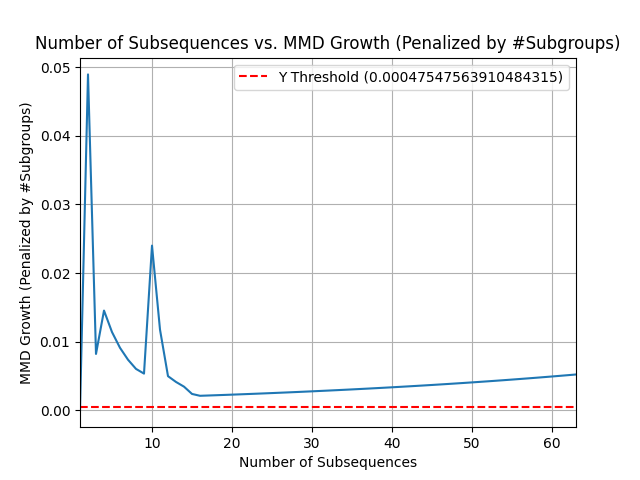 Number of Subsequences vs. MMD Growth (Penalized by #Subgroups)
Y Threshold (0.00047547563910484315)
MMD Growth (Penalized by #Subgroups)
0.05
0.04
0.03
0.02
0.01
0.00
10 20 30 40 50 60
Number of Subsequences